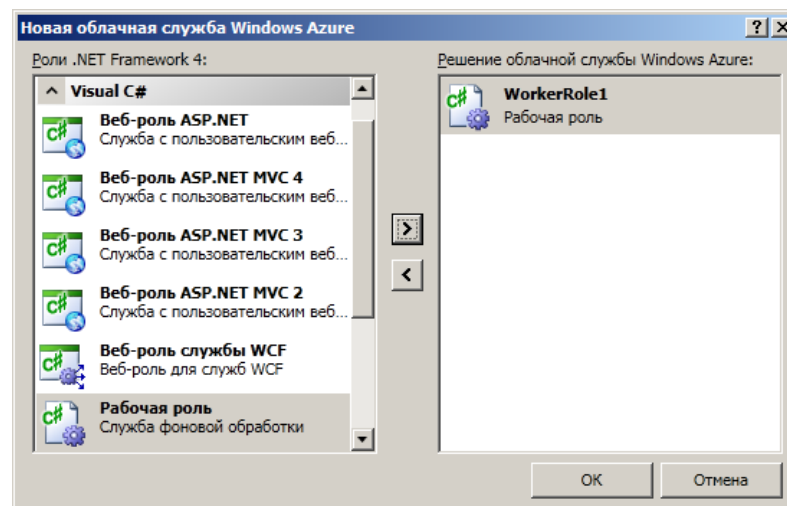 Новая облачная служба Windows Azure
Роли .NET Framework 4:
Visual C#
Веб-роль ASP.NET
Служба с пользовательским веб...
Веб-роль ASP.NET MVC 4
Служба с пользовательским веб...
Веб-роль ASP.NET MVC 3
Служба с пользовательским веб...
Веб-роль ASP.NET MVC 2
Служба с пользовательским веб...
Веб-роль службы WCF
Веб-роль для служб WCF
Рабочая роль
Служба фоновой обработки
Решение облачной службы Windows Azure:
WorkerRole1
Рабочая роль
ОК
Отмена